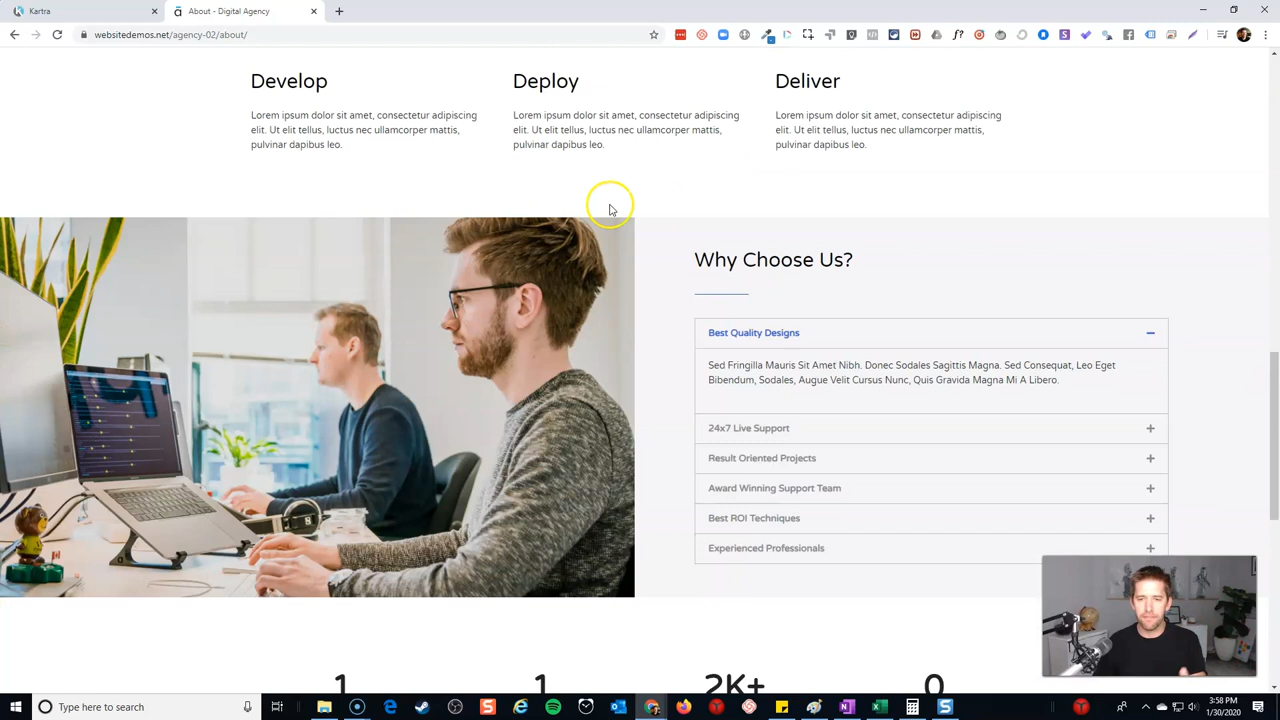 Kartra
About - Digital Agency
websitedemos.net/agency-02/about/
Develop
Lorem ipsum dolor sit amet, consectetur adipiscing
elit. Ut elit tellus, luctus nec ullamcorper mattis,
pulvinar dapibus leo.
Deploy
Lorem ipsum dolor sit amet, consectetur adipiscing
elit. Ut elit tellus, luctus nec ullamcorper mattis,
pulvinar dapibus leo.
Deliver
Lorem ipsum dolor sit amet, consectetur adipiscing
elit. Ut elit tellus, luctus nec ullamcorper mattis,
pulvinar dapibus leo.
Why Choose Us?
Best Quality Designs
Sed Fringilla Mauris Sit Amet Nibh. Donec Sodales Sagittis Magna. Sed Consequat, Leo Eget
Bibendum, Sodales, Augue Velit Cursus Nunc, Quis Gravida Magna Mi A Libero.
24x7 Live Support
Result Oriented Projects
Award Winning Support Team
Best ROI Techniques
Experienced Professionals
1 1 2K+ 0
Type here to search
3:58 PM
1/30/2020